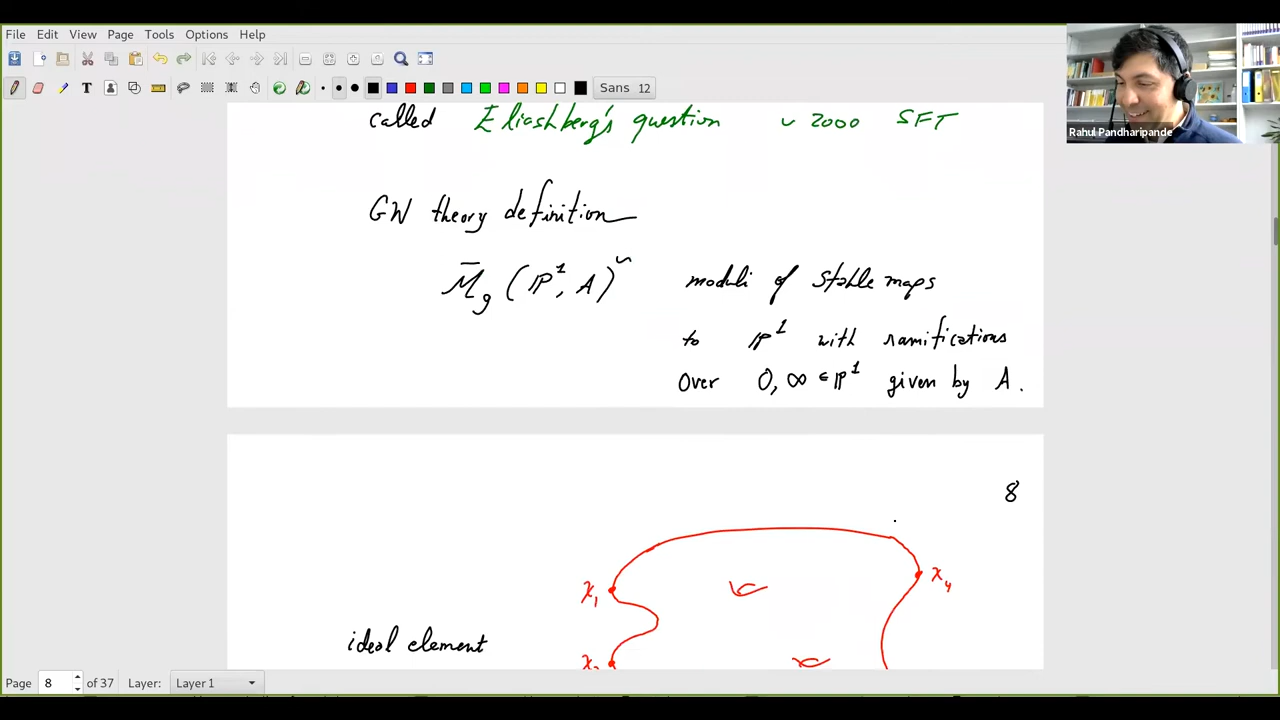 File Edit View Page Tools Options Help
Sans 12
Rahul Pandharipande
called Eliashberg's question ~ 2000 SFT
GW theory definition
M̄g (ℙ¹, A)~ moduli of stable maps
to ℙ¹ with ramifications
over 0, ∞ ∈ ℙ¹ given by A.
8
x₁ x₄
ideal element
x₂
Page 8 of 37 Layer: Layer 1